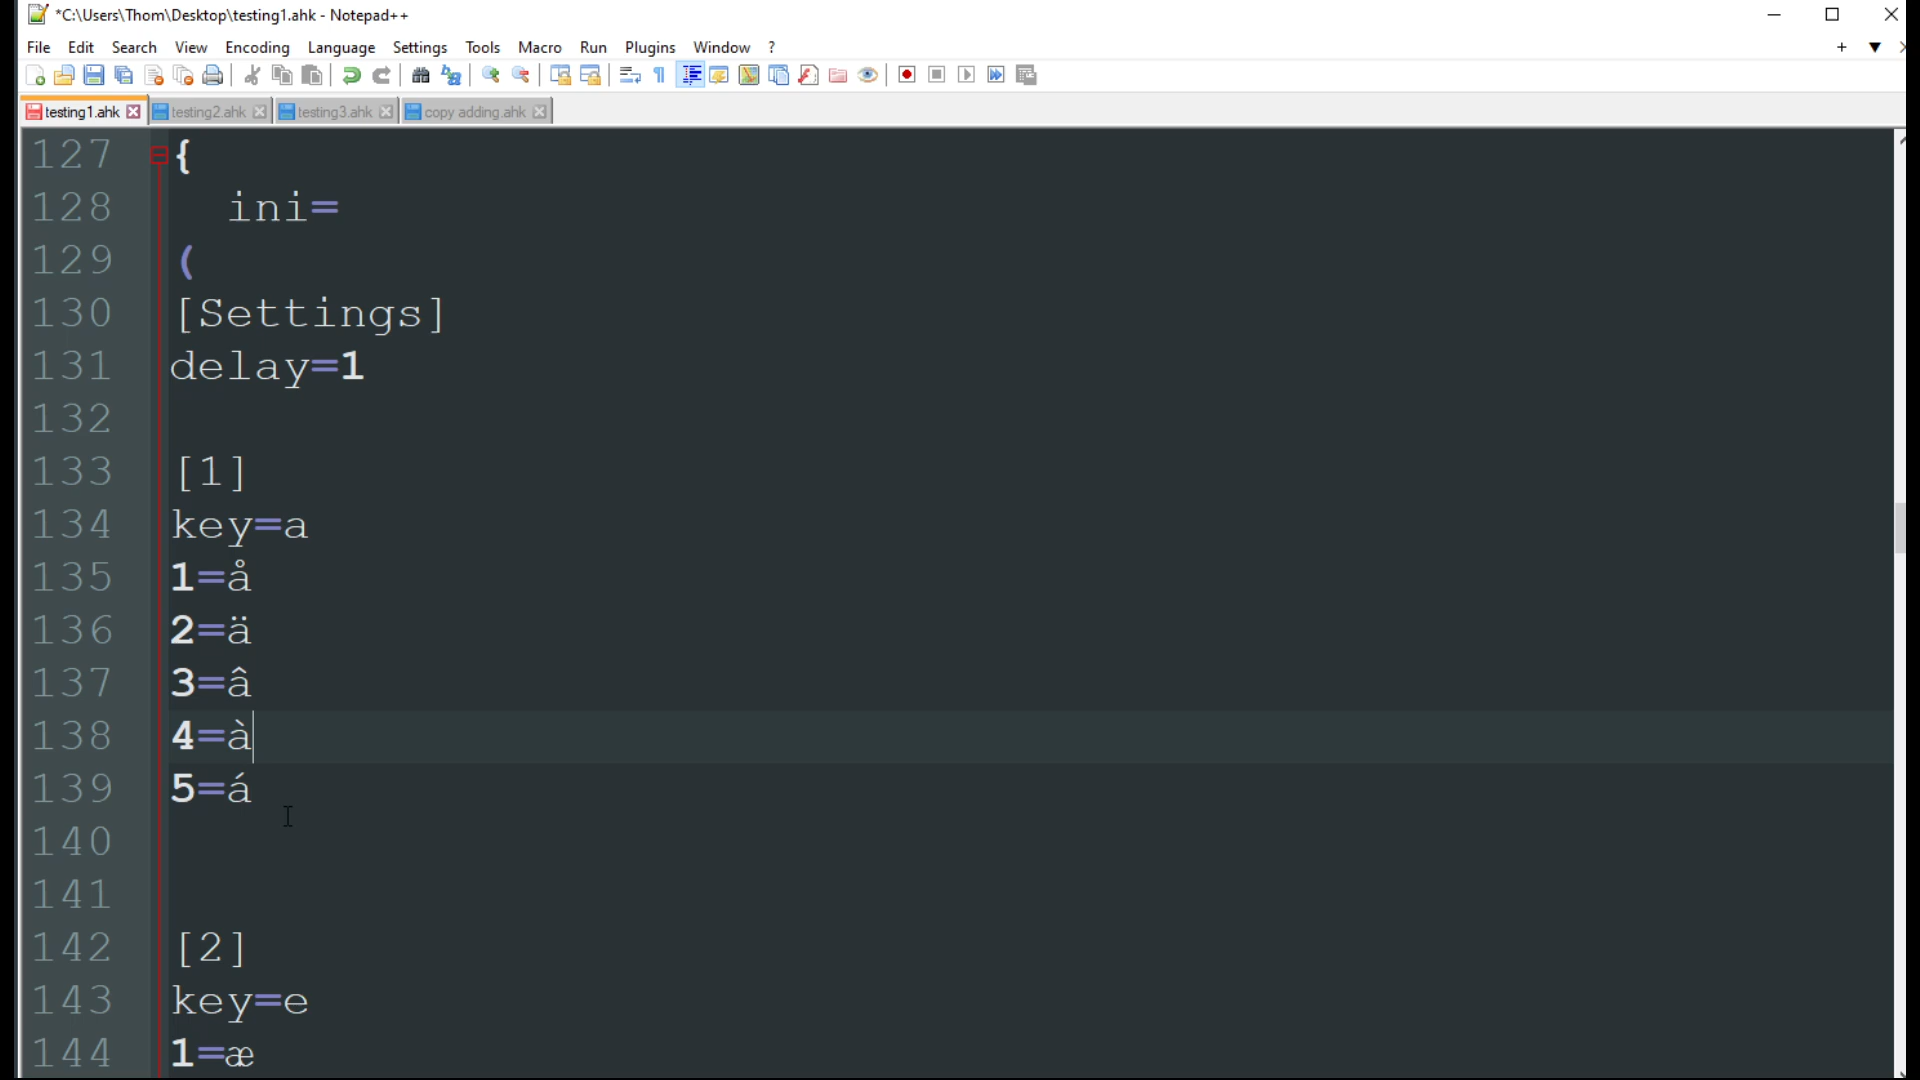 *C:\Users\Thom\Desktop\testing1.ahk - Notepad++
File Edit Search View Encoding Language Settings Tools Macro Run Plugins Window ?
testing1.ahk testing2.ahk testing3.ahk copy adding.ahk
127 {
128 ini=
129 (
130 [Settings]
131 delay=1
132
133 [1]
134 key=a
135 1=å
136 2=ä
137 3=â
138 4=à
139 5=á
140
141
142 [2]
143 key=e
144 1=æ